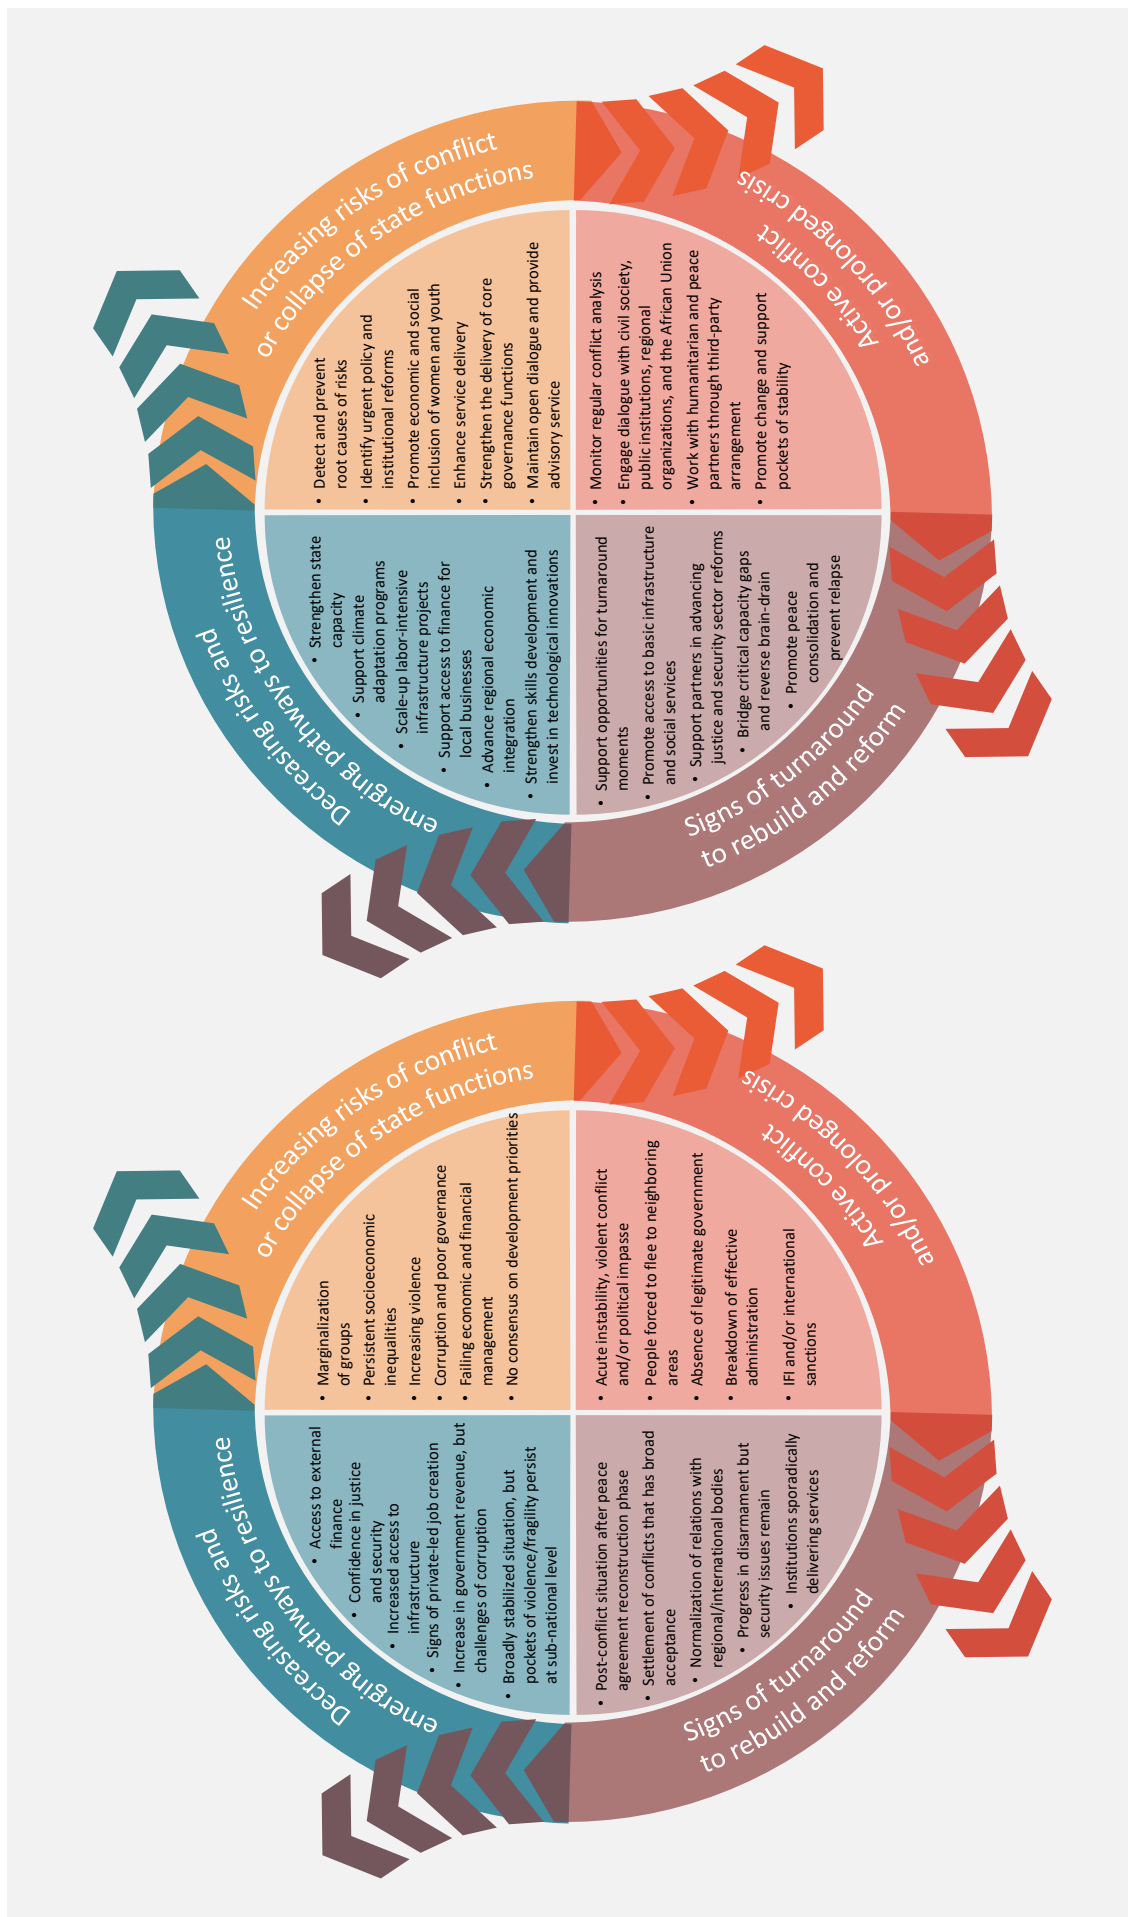 Decreasing risks and
emerging pathways to resilience
• Access to external
finance
• Confidence in justice
and security
• Increased access to
infrastructure
• Signs of private-led job creation
• Increase in government revenue, but
challenges of corruption
• Broadly stabilized situation, but
pockets of violence/fragility persist
at sub-national level
Increasing risks of conflict
or collapse of state functions
• Marginalization
of groups
• Persistent socioeconomic
inequalities
• Increasing violence
• Corruption and poor governance
• Failing economic and financial
management
• No consensus on development priorities
Active conflict
and/or prolonged crisis
• Acute instability, violent conflict
and/or political impasse
• People forced to flee to neighboring
areas
• Absence of legitimate government
• Breakdown of effective
administration
• IFI and/or international
sanctions
Signs of turnaround
to rebuild and reform
• Post-conflict situation after peace
agreement reconstruction phase
• Settlement of conflicts that has broad
acceptance
• Normalization of relations with
regional/international bodies
• Progress in disarmament but
security issues remain
• Institutions sporadically
delivering services
Decreasing risks and
emerging pathways to resilience
• Strengthen state
capacity
• Support climate
adaptation programs
• Scale-up labor-intensive
infrastructure projects
• Support access to finance for
local businesses
• Advance regional economic
integration
• Strengthen skills development and
invest in technological innovations
Increasing risks of conflict
or collapse of state functions
• Detect and prevent
root causes of risks
• Identify urgent policy and
institutional reforms
• Promote economic and social
inclusion of women and youth
• Enhance service delivery
• Strengthen the delivery of core
governance functions
• Maintain open dialogue and provide
advisory service
Active conflict
and/or prolonged crisis
• Monitor regular conflict analysis
• Engage dialogue with civil society,
public institutions, regional
organizations, and the African Union
• Work with humanitarian and peace
partners through third-party
arrangement
• Promote change and support
pockets of stability
Signs of turnaround
to rebuild and reform
• Support opportunities for turnaround
moments
• Promote access to basic infrastructure
and social services
• Support partners in advancing
justice and security sector reforms
• Bridge critical capacity gaps
and reverse brain-drain
• Promote peace
consolidation and
prevent relapse